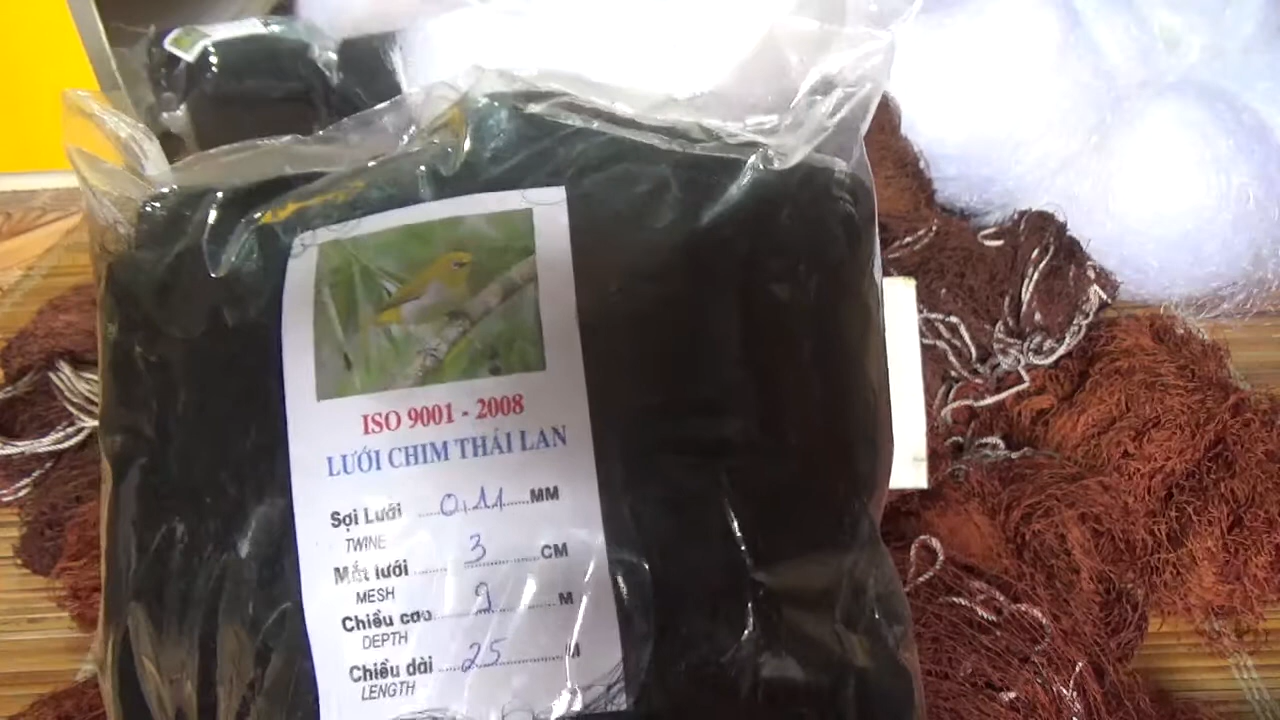 ISO 9001 - 2008
LƯỚI CHIM THÁI LAN
Sợi Lưới ........0,11........MM
TWINE
Mắt lưới ........3........CM
MESH
Chiều cao........9........M
DEPTH
Chiều dài ........25........M
LENGTH